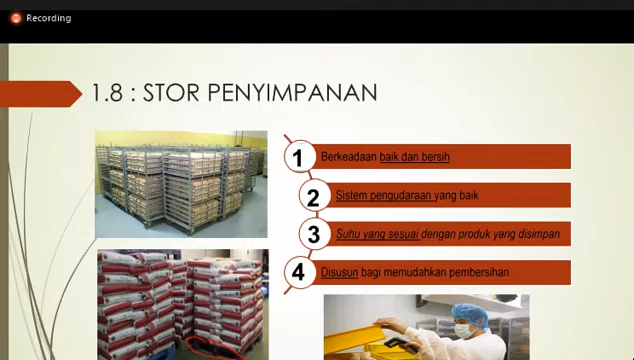 Recording
1.8 : STOR PENYIMPANAN
1 Berkeadaan baik dan bersih
2 Sistem pengudaraan yang baik
3 Suhu yang sesuai dengan produk yang disimpan
4 Disusun bagi memudahkan pembersihan